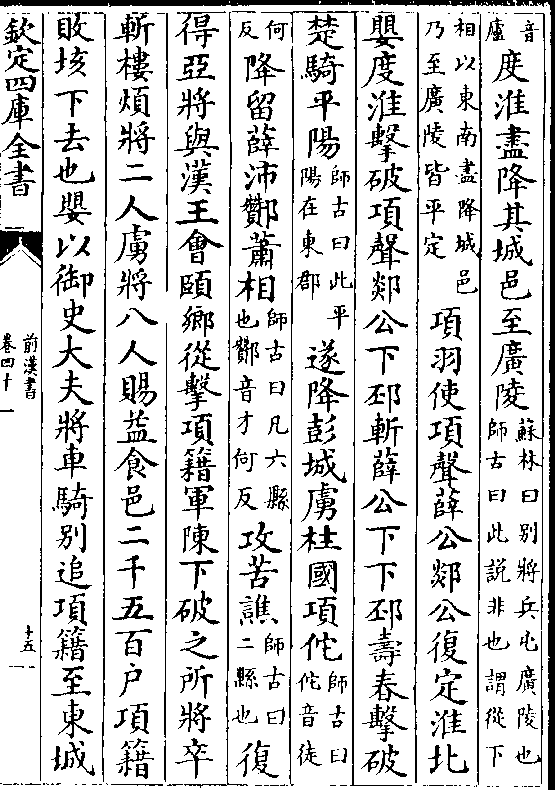 音廬度淮盡降其城邑至廣陵蘇林曰别將兵屯廣陵也師古曰此説非也謂從下
相以東南盡降城邑乃至廣陵皆平定項羽使項聲薛公郯公復定淮北
嬰度淮擊破項聲郯公下邳斬薛公下下邳壽春擊破
楚騎平陽師古曰此平陽在東郡遂降彭城虜柱國項佗師古曰佗音徒
何反降留薛沛酇蕭相師古曰凡六縣也酇音才何反攻苦譙師古曰二縣也復
得亞將與漢王會頤鄉從擊項籍軍陳下破之所將卒
斬樓煩將二人虜將八人賜益食邑二千五百户項籍
敗垓下去也嬰以御史大夫將車騎别追項籍至東城
欽定四庫全書
前漢書
卷四十一
十五